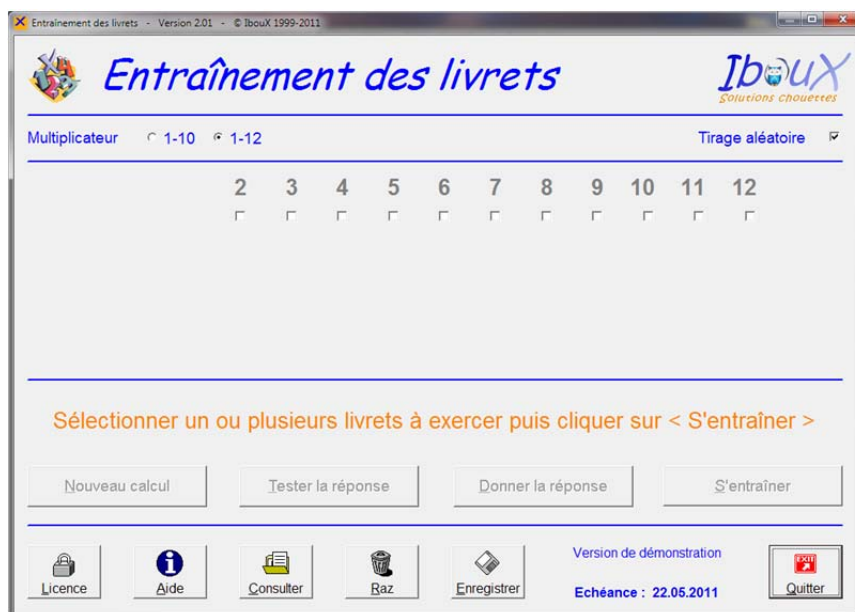 Entraînement des livrets - Version 2.01 - © IbouX 1999-2011
Entraînement des livrets
IbouX
Solutions chouettes
Multiplicateur 1-10 1-12 Tirage aléatoire
2 3 4 5 6 7 8 9 10 11 12
Sélectionner un ou plusieurs livrets à exercer puis cliquer sur < S'entraîner >
Nouveau calcul Tester la réponse Donner la réponse S'entraîner
Version de démonstration
Licence Aide Consulter Raz Enregistrer Echéance : 22.05.2011 EXIT Quitter